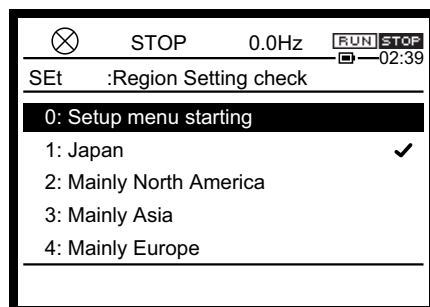 STOP 0.0Hz RUN STOP
02:39
SEt :Region Setting check
0: Setup menu starting
1: Japan
2: Mainly North America
3: Mainly Asia
4: Mainly Europe